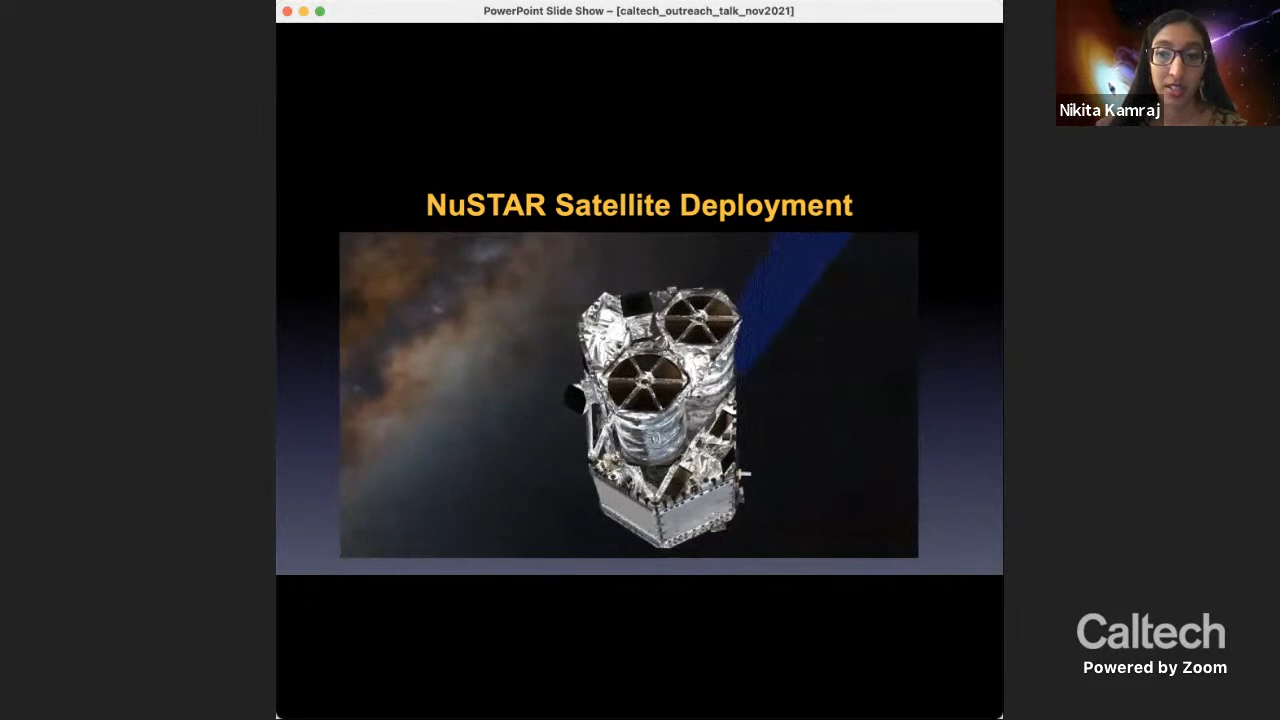 PowerPoint Slide Show – [caltech_outreach_talk_nov2021]
Nikita Kamraj
NuSTAR Satellite Deployment
Caltech
Powered by Zoom